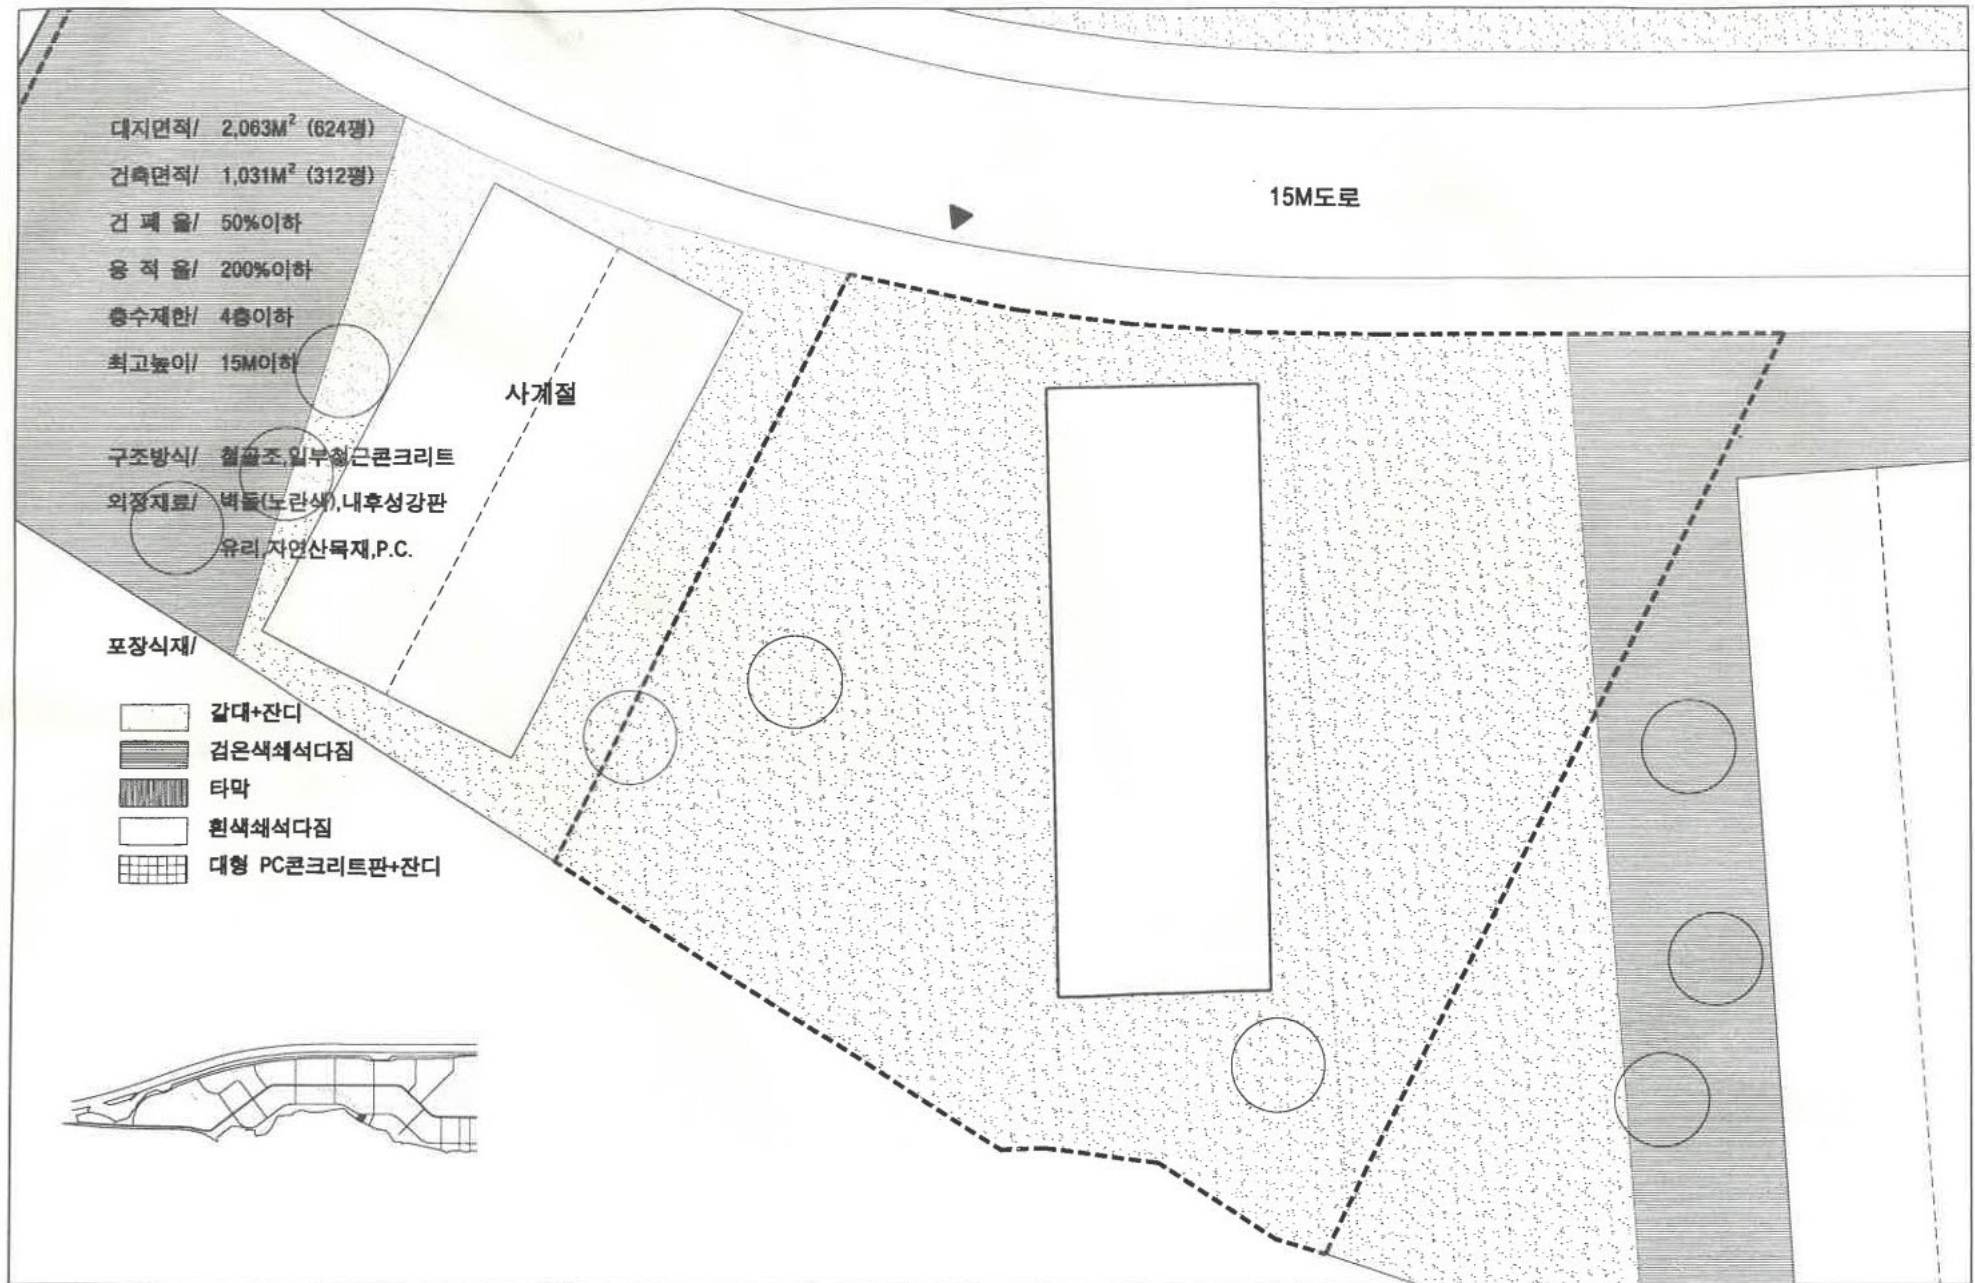 대지면적/ 2,063M² (624평)
건축면적/ 1,031M² (312평)
건 폐 율/ 50%이하
용 적 율/ 200%이하
층수제한/ 4층이하
최고높이/ 15M이하
구조방식/ 철골조,일부철근콘크리트
외장재료/ 벽돌(노란색),내후성강판
유리,자연산목재,P.C.
포장식재/
갈대+잔디
검은색쇄석다짐
타막
흰색쇄석다짐
대형 PC콘크리트판+잔디
사계절
15M도로